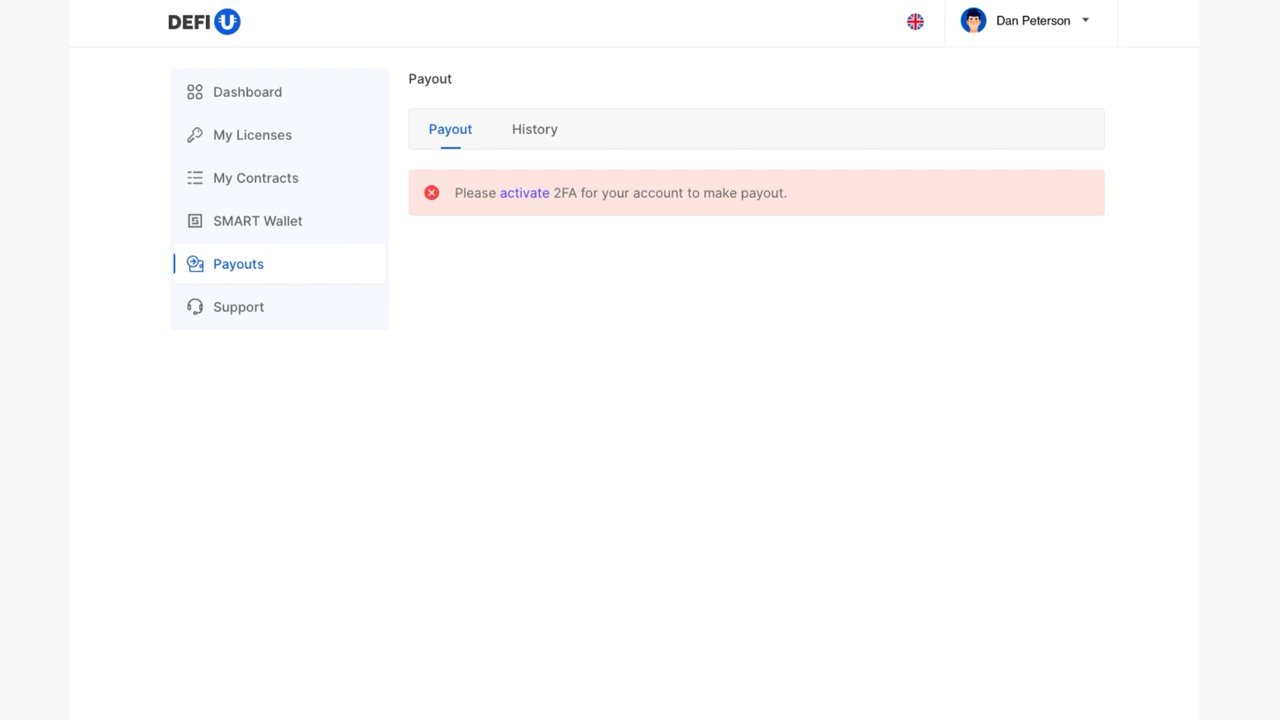 DEFI U
Dan Peterson
Dashboard
My Licenses
My Contracts
SMART Wallet
Payouts
Support
Payout
Payout History
Please activate 2FA for your account to make payout.